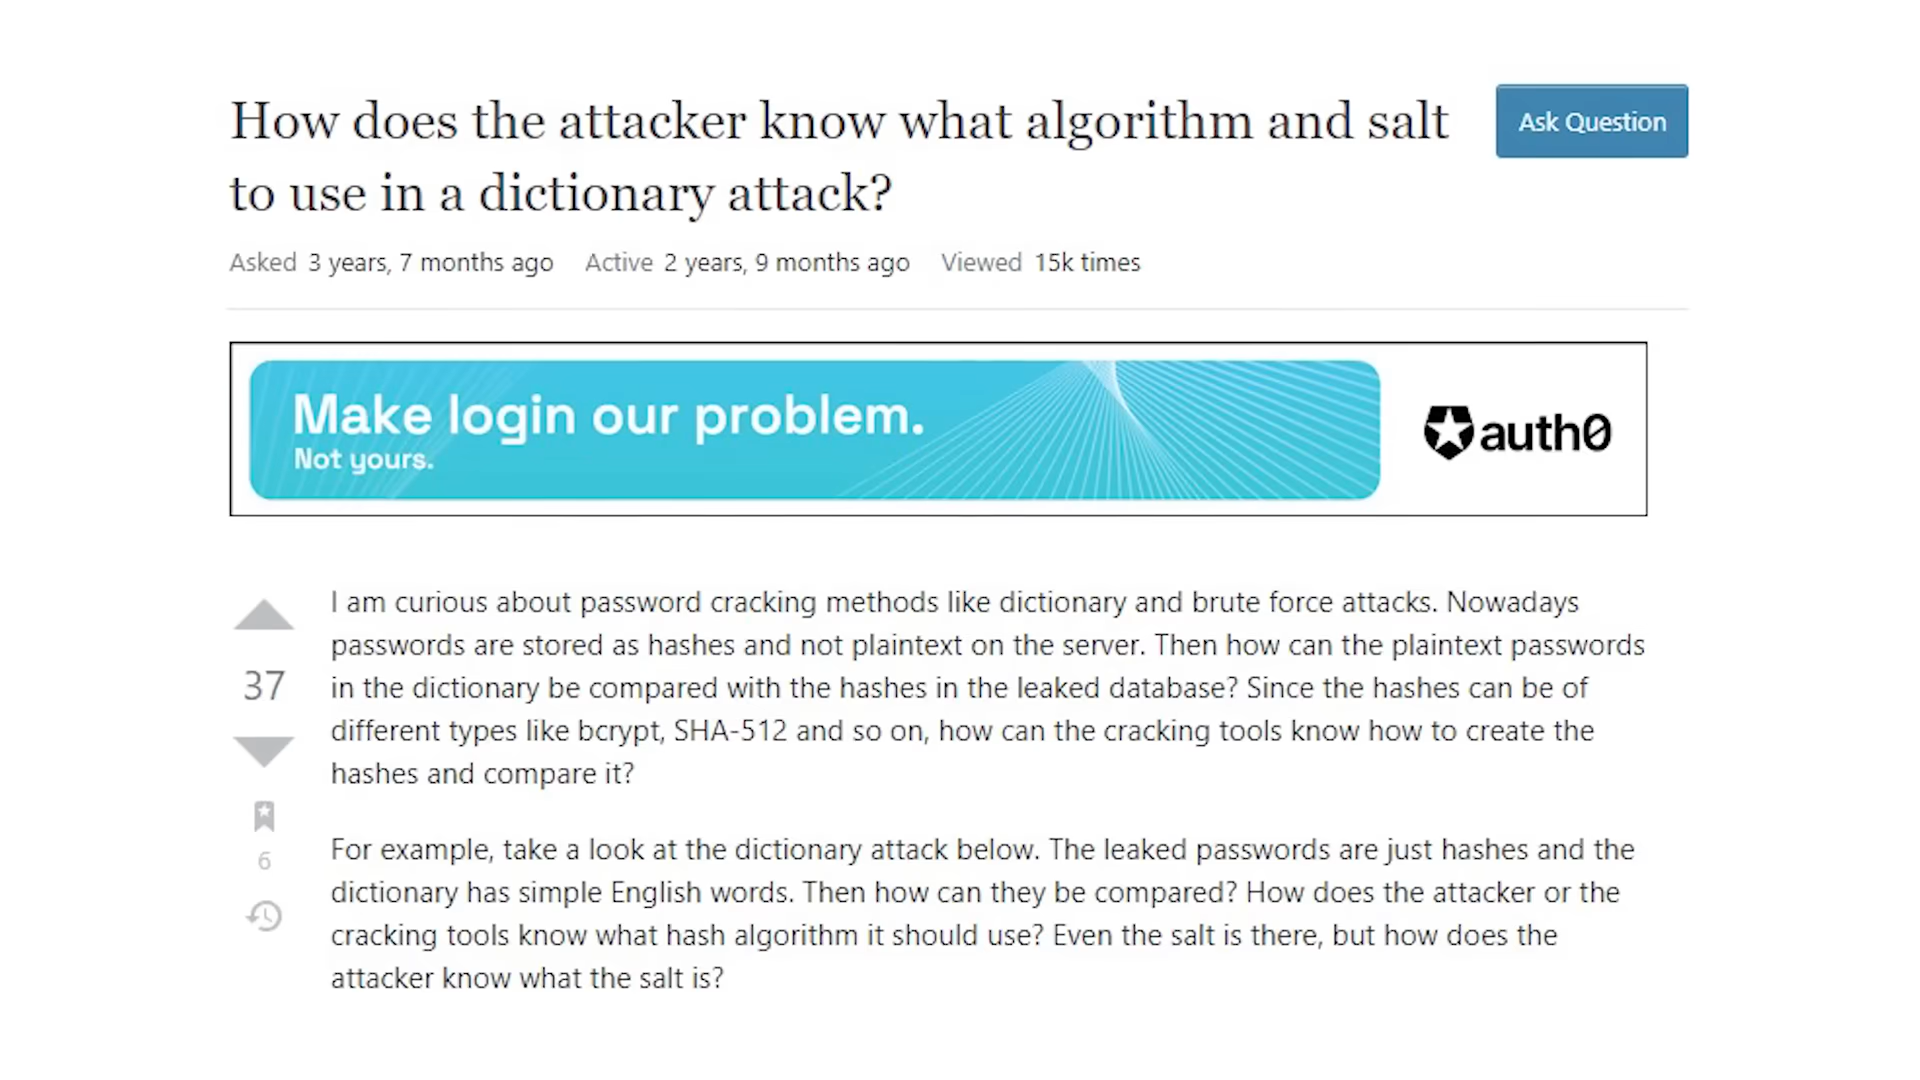 How does the attacker know what algorithm and salt
to use in a dictionary attack?
Ask Question
Asked 3 years, 7 months ago Active 2 years, 9 months ago Viewed 15k times
Make login our problem.
Not yours.
auth0
I am curious about password cracking methods like dictionary and brute force attacks. Nowadays
passwords are stored as hashes and not plaintext on the server. Then how can the plaintext passwords
in the dictionary be compared with the hashes in the leaked database? Since the hashes can be of
different types like bcrypt, SHA-512 and so on, how can the cracking tools know how to create the
hashes and compare it?
37
6
For example, take a look at the dictionary attack below. The leaked passwords are just hashes and the
dictionary has simple English words. Then how can they be compared? How does the attacker or the
cracking tools know what hash algorithm it should use? Even the salt is there, but how does the
attacker know what the salt is?